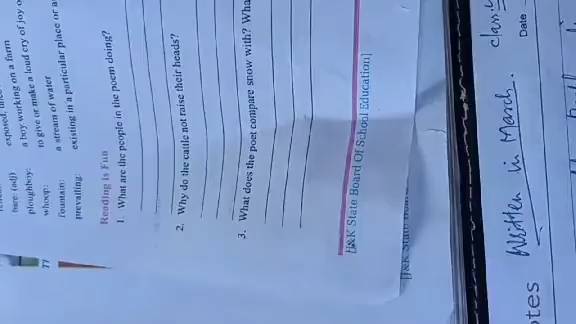 exposed,
bare (adj)
ploughboy: a boy working on a farm
whoop: to give or make a loud cry of joy
fountain: a stream of water
prevailing: existing in a particular place or
77
Reading is Fun
1. What are the people in the poem doing?
2. Why do the cattle not raise their heads?
3. What does the poet compare snow with?
J&K State Board Of School Education]
Date
Written in March.